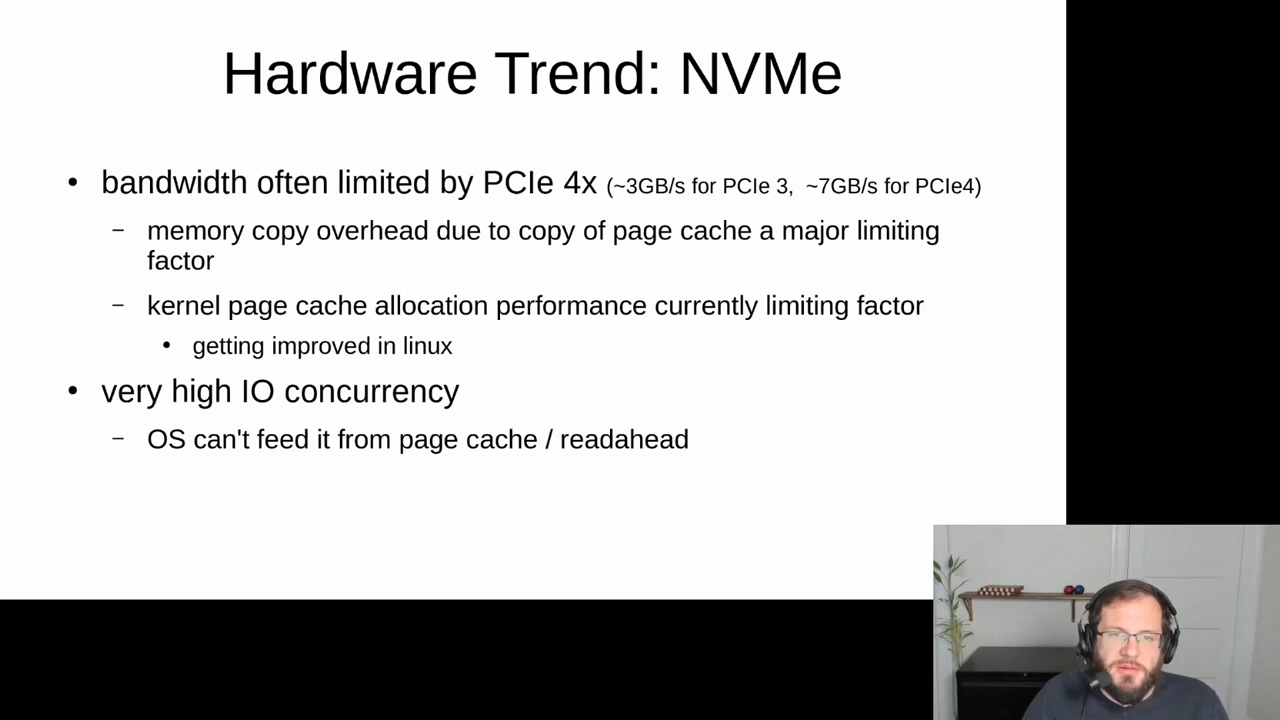 Hardware Trend: NVMe
• bandwidth often limited by PCIe 4x (~3GB/s for PCIe 3, ~7GB/s for PCIe4)
– memory copy overhead due to copy of page cache a major limiting
factor
– kernel page cache allocation performance currently limiting factor
• getting improved in linux
• very high IO concurrency
– OS can't feed it from page cache / readahead